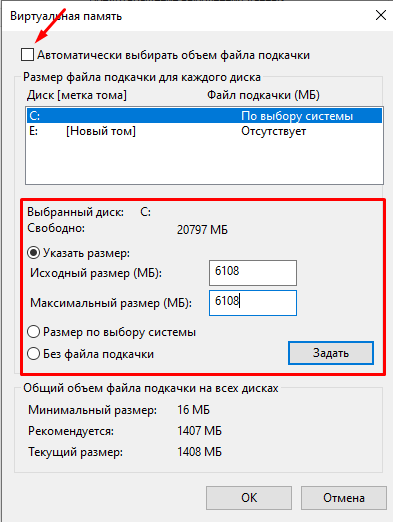 Виртуальная память
Автоматически выбирать объем файла подкачки
Размер файла подкачки для каждого диска
Диск [метка тома] Файл подкачки (МБ)
C: По выбору системы
E: [Новый том] Отсутствует
Выбранный диск: C:
Свободно: 20797 МБ
Указать размер:
Исходный размер (МБ): 6108
Максимальный размер (МБ): 6108
Размер по выбору системы
Без файла подкачки Задать
Общий объем файла подкачки на всех дисках
Минимальный размер: 16 МБ
Рекомендуется: 1407 МБ
Текущий размер: 1408 МБ
ОК Отмена